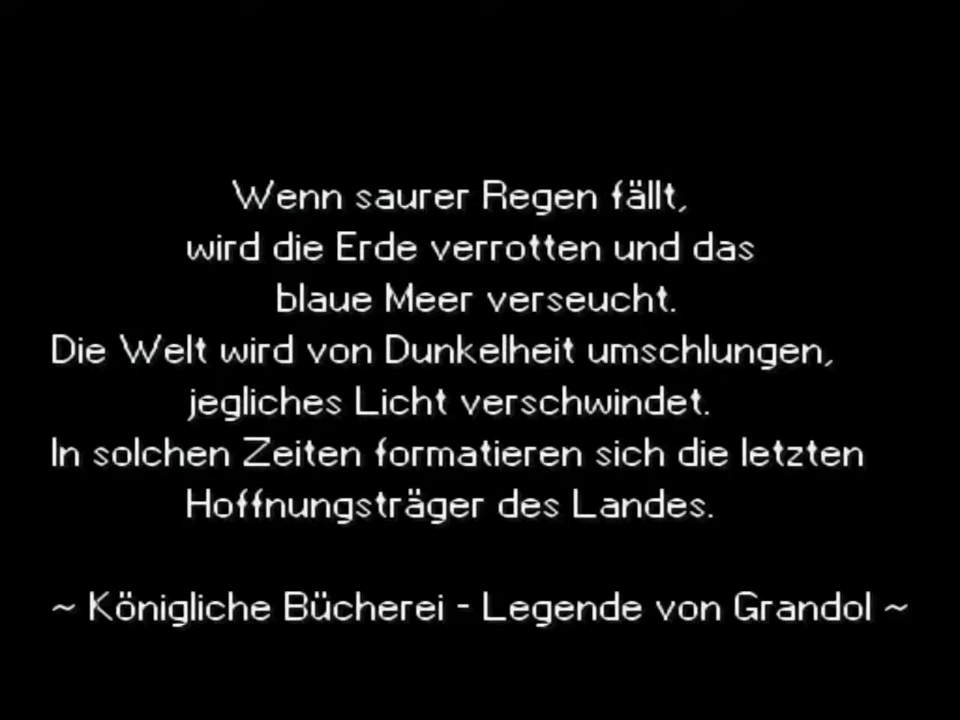 Wenn saurer Regen fällt,
wird die Erde verrotten und das
blaue Meer verseucht.
Die Welt wird von Dunkelheit umschlungen,
jegliches Licht verschwindet.
In solchen Zeiten formatieren sich die letzten
Hoffnungsträger des Landes.
~ Königliche Bücherei - Legende von Grandol ~